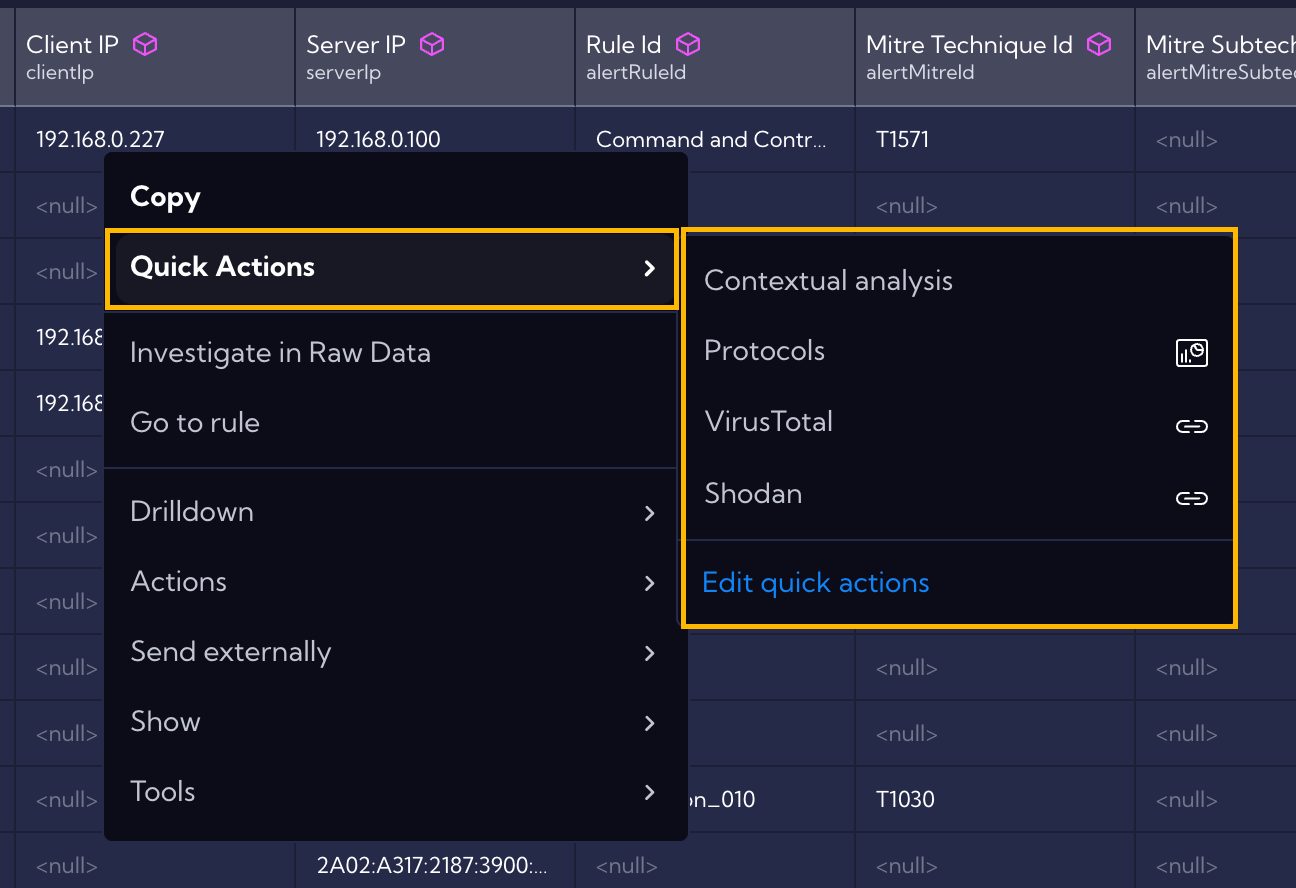 Client IP
clientIp
Server IP
serverIp
Rule Id
alertRuleId
Mitre Technique Id
alertMitreId
Mitre Subtech
alertMitreSubtec
192.168.0.227 192.168.0.100 Command and Contr... T1571 <null>
<null> <null> <null>
<null>
192.168
192.168
<null>
<null>
<null>
<null> <null> <null>
<null> <null> <null>
<null> on_010 T1030 <null>
<null> 2A02:A317:2187:3900:... <null> <null> <null>
Copy
Quick Actions
Investigate in Raw Data
Go to rule
Drilldown
Actions
Send externally
Show
Tools
Contextual analysis
Protocols
VirusTotal
Shodan
Edit quick actions